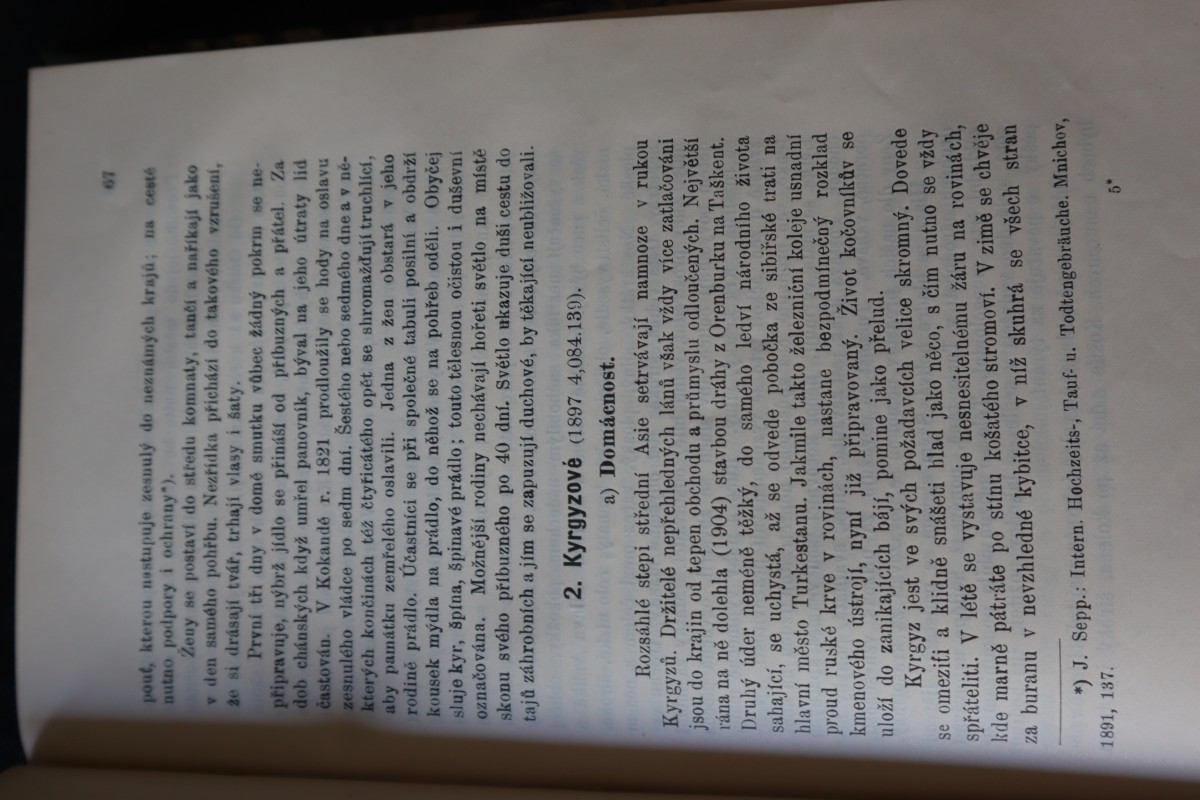 67
pouť, kterou nastupuje zesnulý do neznámých krajů; na cestě
nutno podpory i ochrany*).
Ženy se postaví do středu komnaty, tančí a naříkají jako
v den samého pohřbu. Nezřídka přichází do takového vzrušení,
že si drásají tvář, trhají vlasy i šaty.
První tři dny v domě smutku vůbec žádný pokrm se ne-
připravuje, nýbrž jídlo se přináší od příbuzných a přátel. Za
dob chánských když umřel panovník, býval na jeho útraty lid
častován. V Kokandě r. 1821 prodloužily se hody na oslavu
zesnulého vládce po sedm dní. Šestého nebo sedmého dne a v ně-
kterých končinách též čtyřicátého opět se shromažďují truchlící,
aby památku zemřelého oslavili. Jedna z žen obstará v jeho
rodině prádlo. Účastníci se při společné tabuli posilní a obdrží
kousek mýdla na prádlo, do něhož se na pohřeb oděli. Obyčej
sluje kyr, špína, špinavé prádlo; touto tělesnou očistou i duševní
označována. Možnější rodiny nechávají hořeti světlo na místě
skonu svého příbuzného po 40 dní. Světlo ukazuje duši cestu do
tajů záhrobních a jím se zapuzují duchové, by těkající neubližovali.
2. Kyrgyzové (1897 4,084.139).
a) Domácnost.
Rozsáhlé stepi střední Asie setrvávají namnoze v rukou
Kyrgyzů. Držitelé nepřehledných lánů však vždy více zatlačováni
jsou do krajin od tepen obchodu a průmyslu odloučených. Největší
rána na ně dolehla (1904) stavbou dráhy z Orenburku na Taškent.
Druhý úder neméně těžký, do samého ledví národního života
sahající, se uchystá, až se odvede pobočka ze sibiřské trati na
hlavní město Turkestanu. Jakmile takto železniční koleje usnadní
proud ruské krve v rovinách, nastane bezpodmínečný rozklad
kmenového ústrojí, nyní již připravovaný. Život kočovníkův se
uloží do zanikajících bájí, pomine jako přelud.
Kyrgyz jest ve svých požadavcích velice skromný. Dovede
se omeziti a klidně snášeti hlad jako něco, s čím nutno se vždy
spřáteliti. V létě se vystavuje nesnesitelnému žáru na rovinách,
kde marně pátráte po stínu košatého stromoví. V zimě se chvěje
za buranu v nevzhledné kybitce, v níž skuhrá se všech stran
*) J. Sepp.: Intern. Hochzeits-, Tauf- u. Todtengebräuche. Mnichov,
1891, 137.
5*